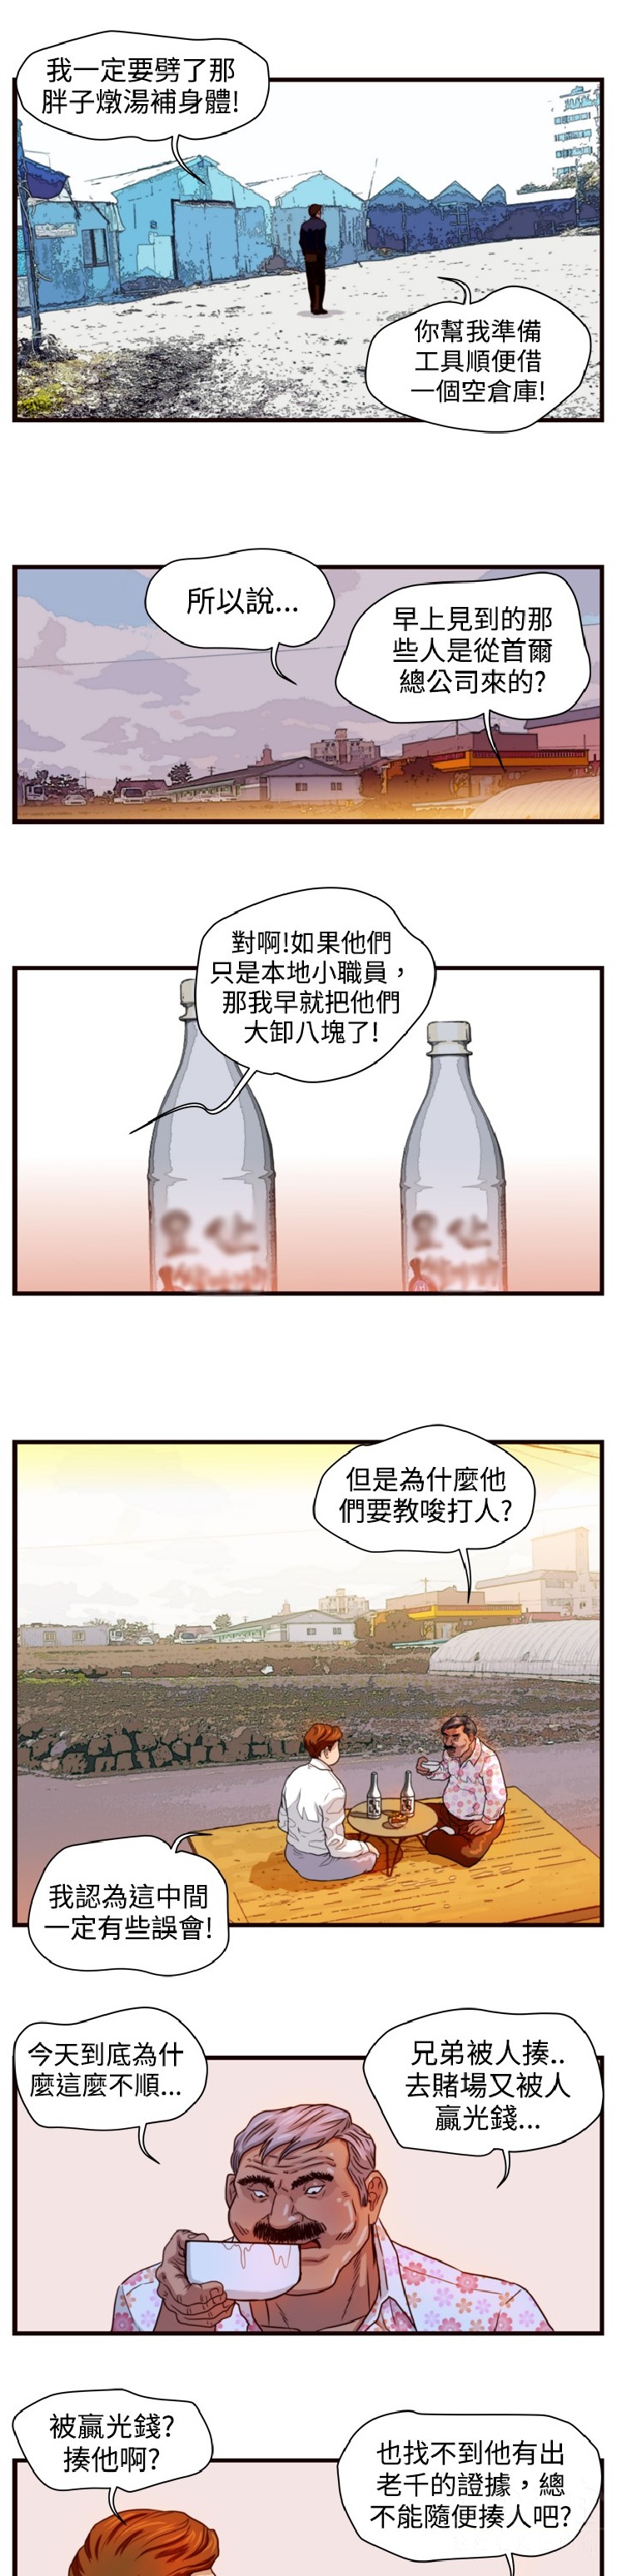 我一定要劈了那
胖子燉湯補身體!
你幫我準備
工具順便借
一個空倉庫!
所以說...
早上見到的那
些人是從首爾
總公司來的?
對啊!如果他們
只是本地小職員，
那我早就把他們
大卸八塊了!
但是為什麼他
們要教唆打人?
我認為這中間
一定有些誤會!
今天到底為什
麼這麼不順...
兄弟被人揍..
去賭場又被人
贏光錢...
被贏光錢?
揍他啊?
也找不到他有出
老千的證據，總
不能隨便揍人吧?